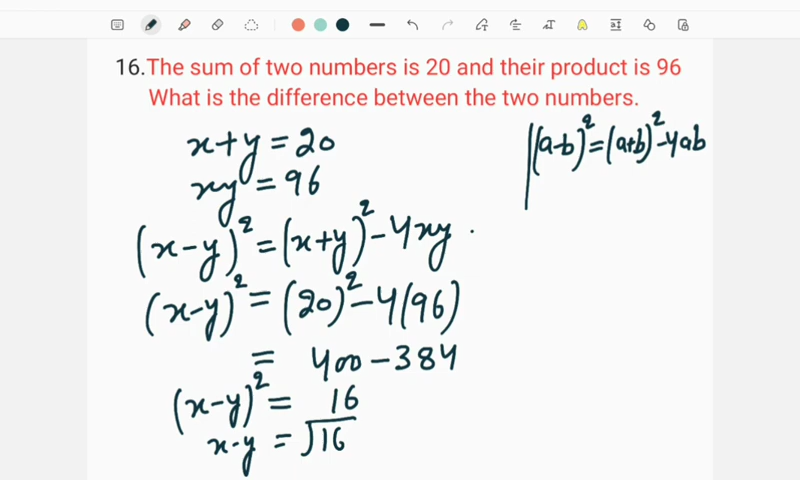 16.The sum of two numbers is 20 and their product is 96
What is the difference between the two numbers.
x+y=20
xy=96
(a-b)²=(a+b)²-4ab
(x-y)²=(x+y)²-4xy
(x-y)²=(20)²-4(96)
= 400-384
(x-y)²= 16
x-y =√16